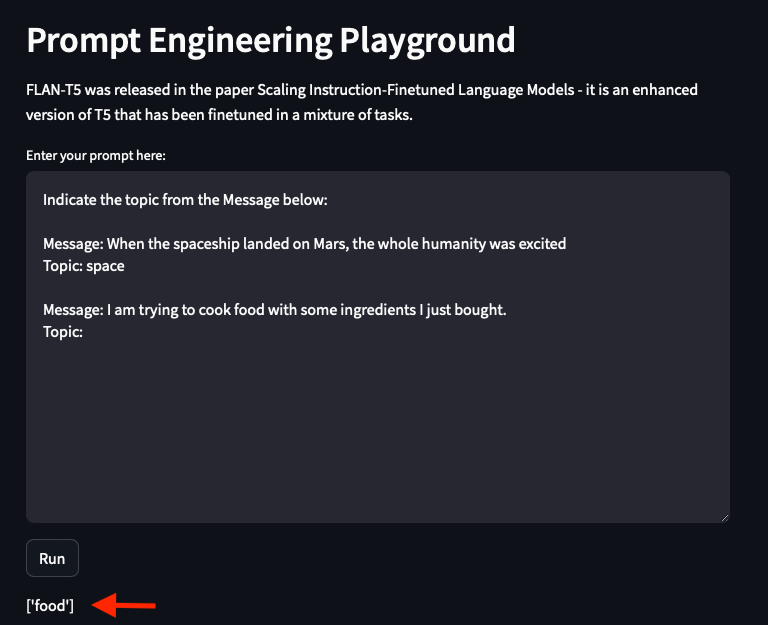 Prompt Engineering Playground
FLAN-T5 was released in the paper Scaling Instruction-Finetuned Language Models - it is an enhanced
version of T5 that has been finetuned in a mixture of tasks.
Enter your prompt here:
Indicate the topic from the Message below:
Message: When the spaceship landed on Mars, the whole humanity was excited
Topic: space
Message: I am trying to cook food with some ingredients I just bought.
Topic:
Run
['food']